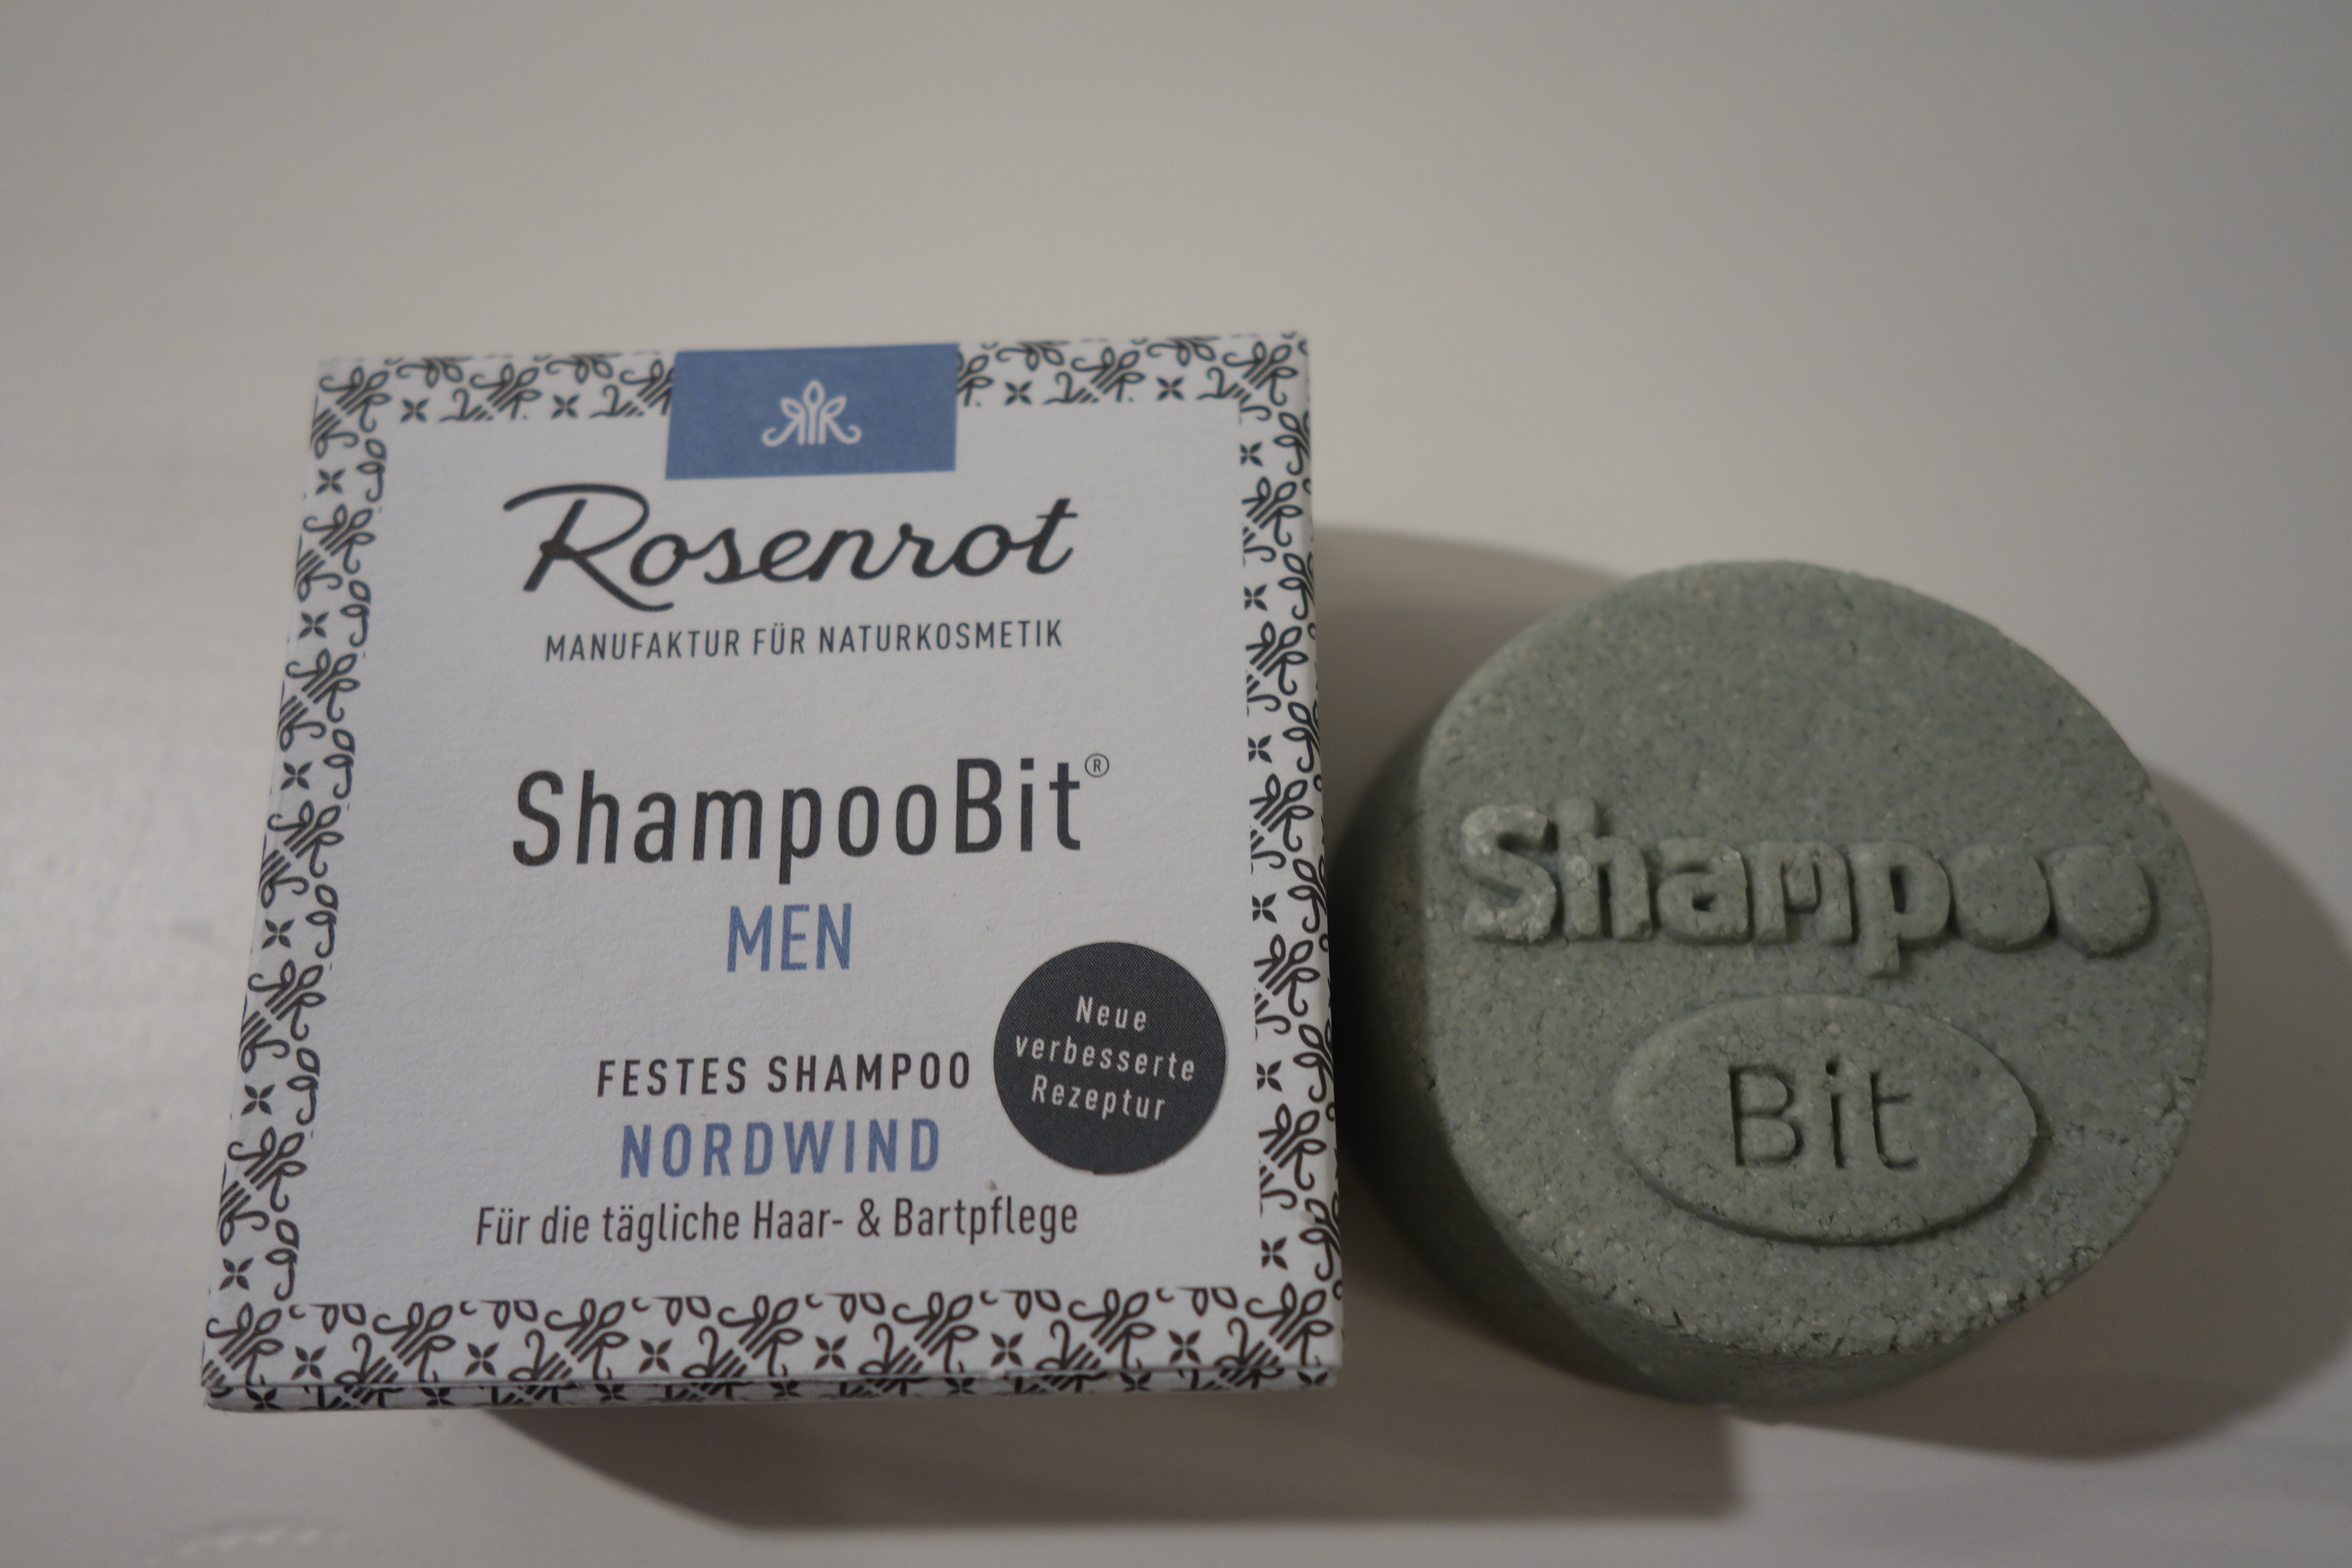 Rosenrot
MANUFAKTUR FÜR NATURKOSMETIK
ShampooBit®
MEN
FESTES SHAMPOO
NORDWIND
Für die tägliche Haar- & Bartpflege
Neue
verbesserte
Rezeptur
Shampoo
Bit